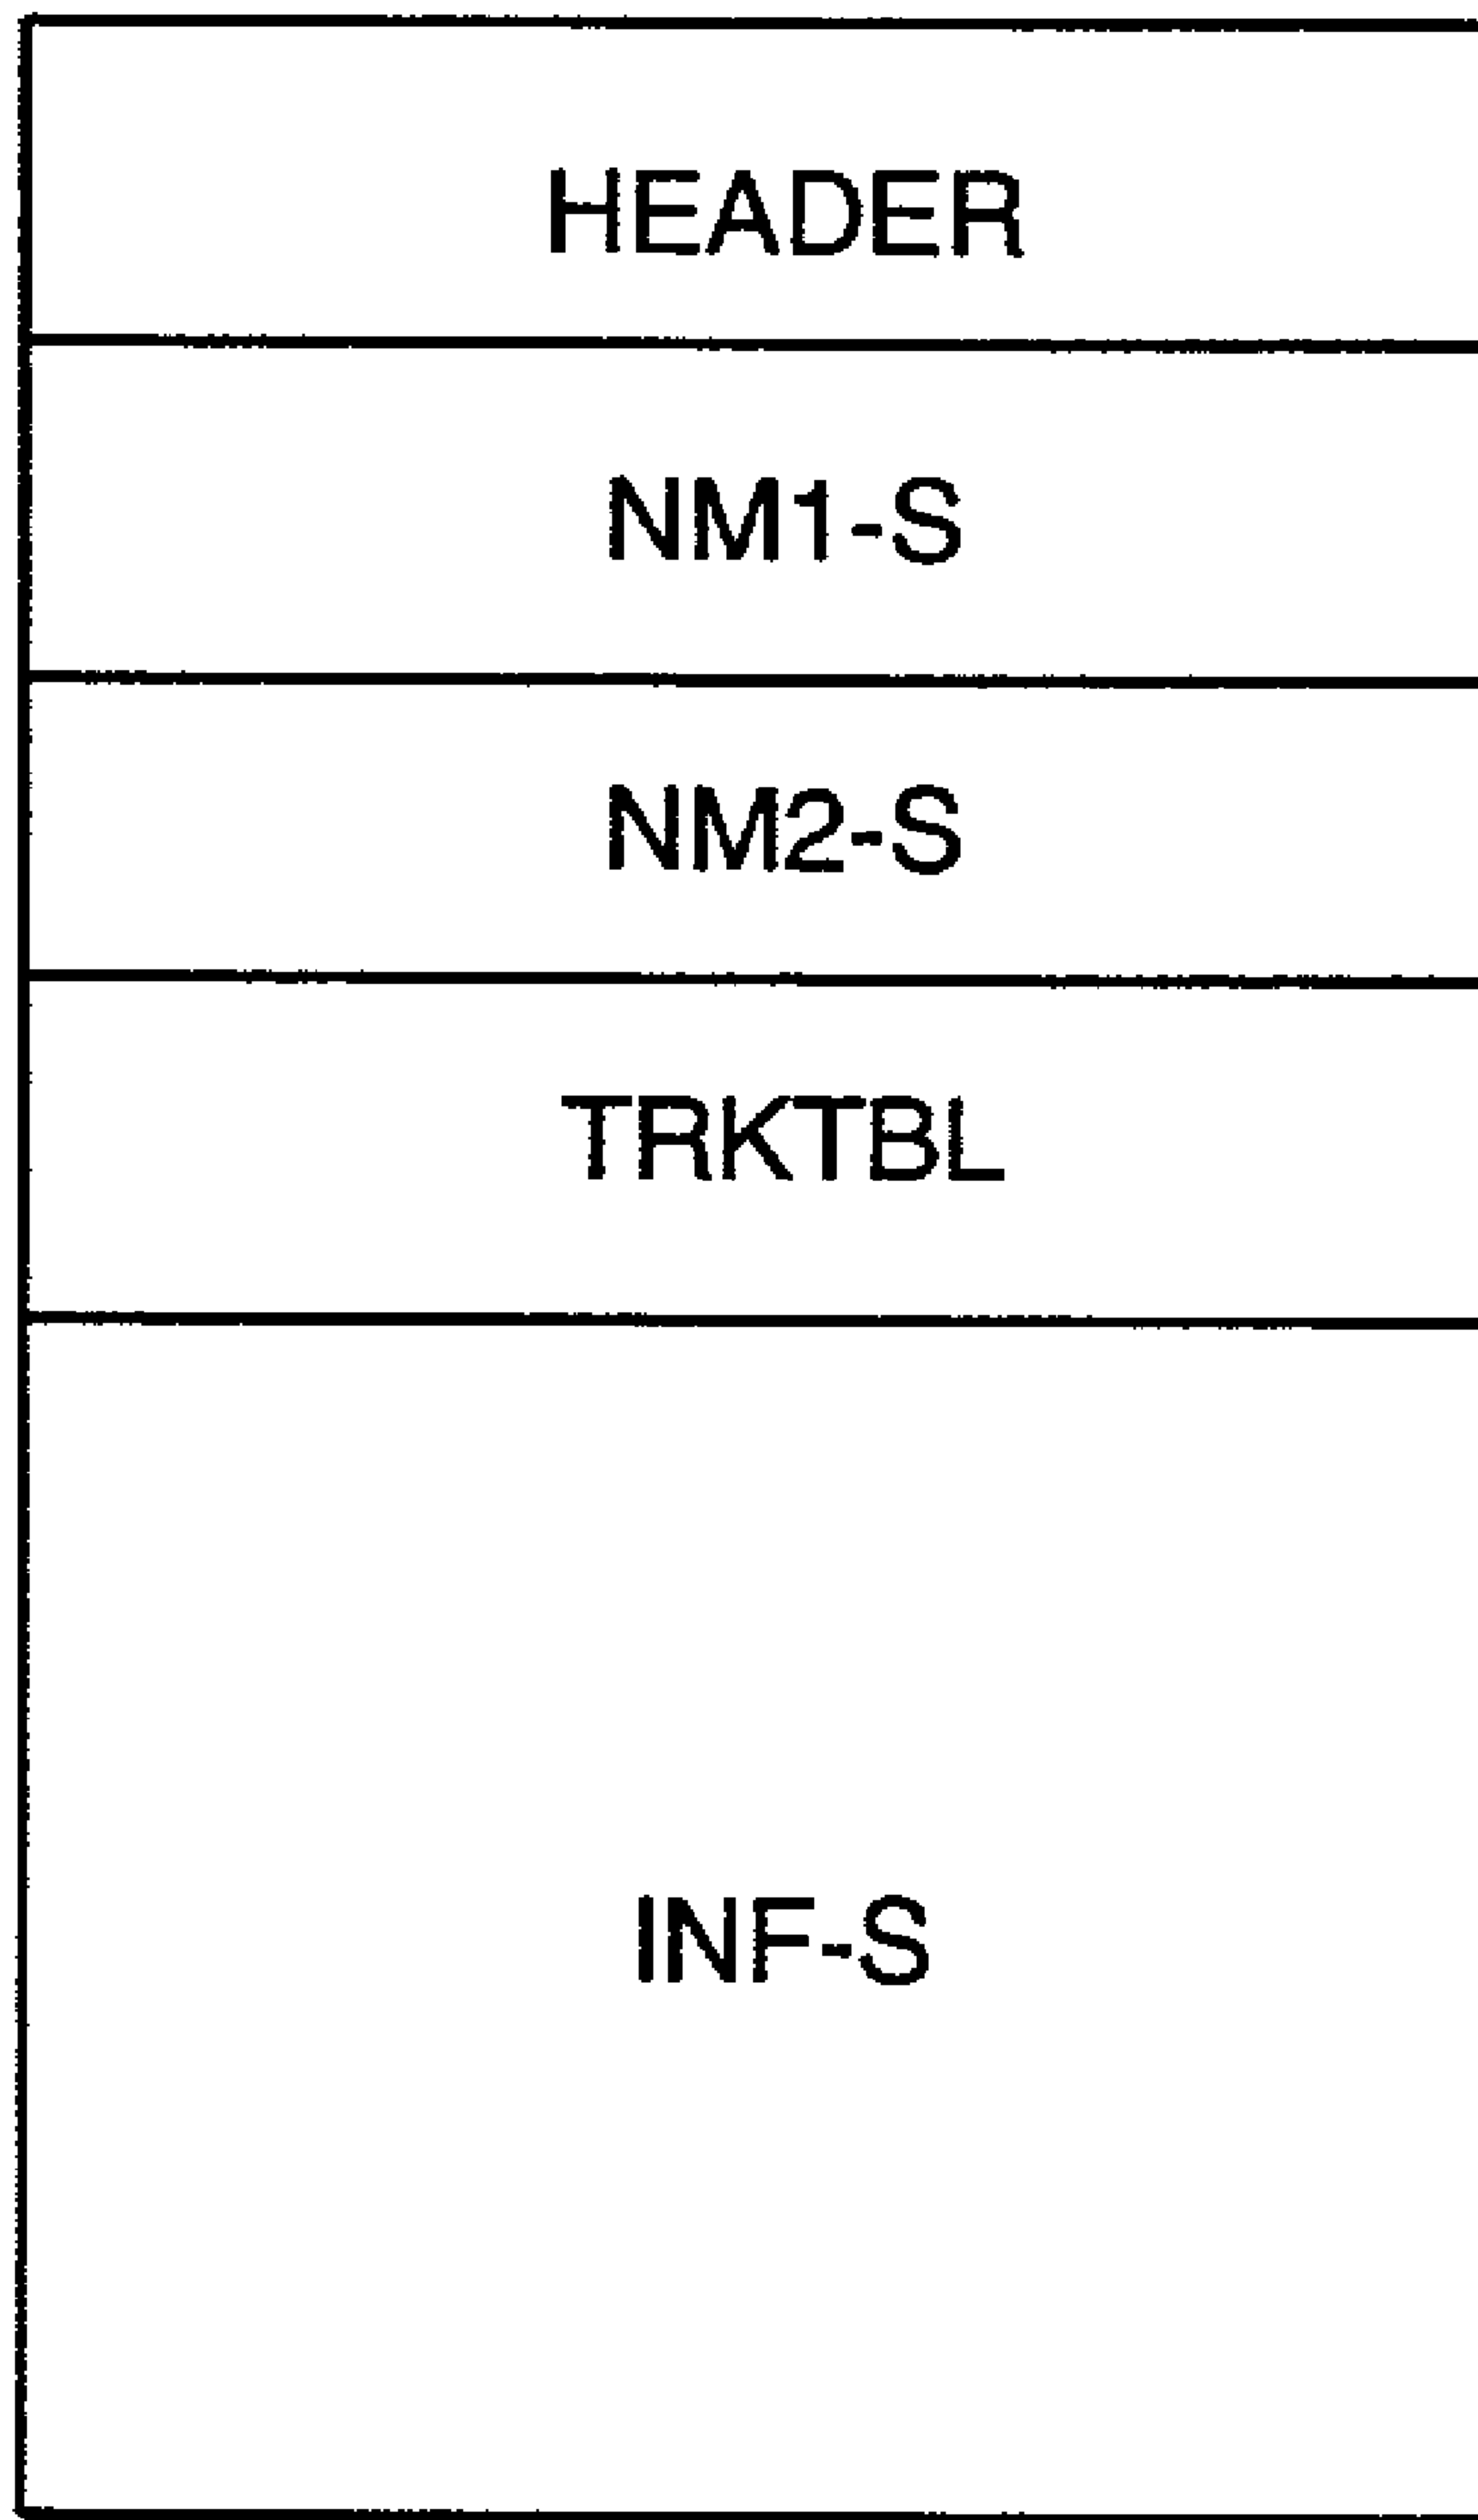 HEADER
NM1-S
NM2-S
TRKTBL
INF-S